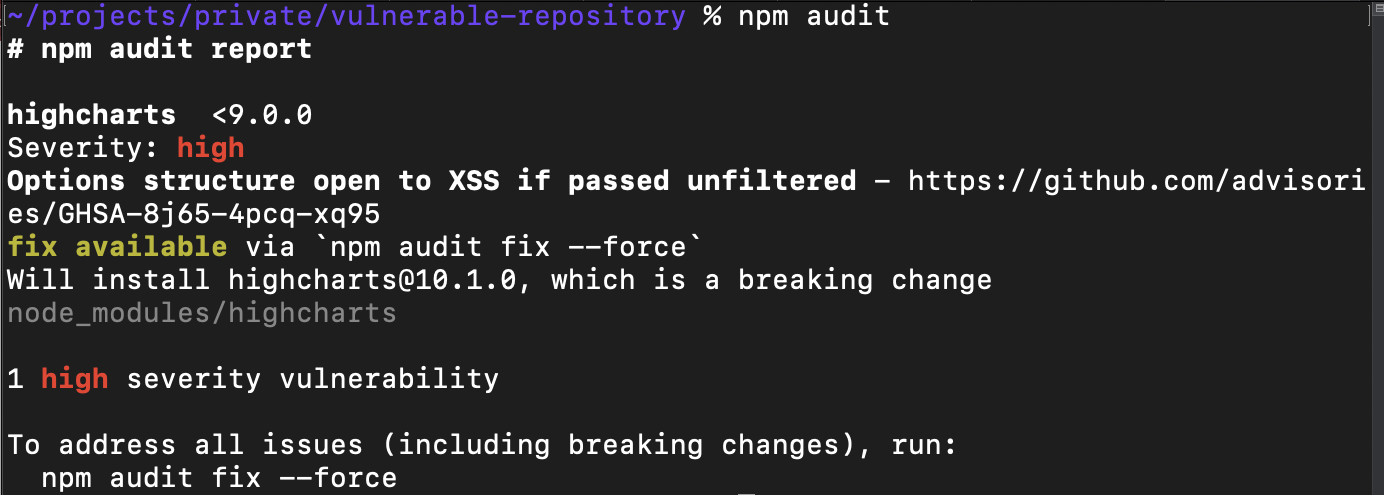 ~/projects/private/vulnerable-repository % npm audit
# npm audit report

highcharts  <9.0.0
Severity: high
Options structure open to XSS if passed unfiltered - https://github.com/advisori
es/GHSA-8j65-4pcq-xq95
fix available via `npm audit fix --force`
Will install highcharts@10.1.0, which is a breaking change
node_modules/highcharts

1 high severity vulnerability

To address all issues (including breaking changes), run:
  npm audit fix --force